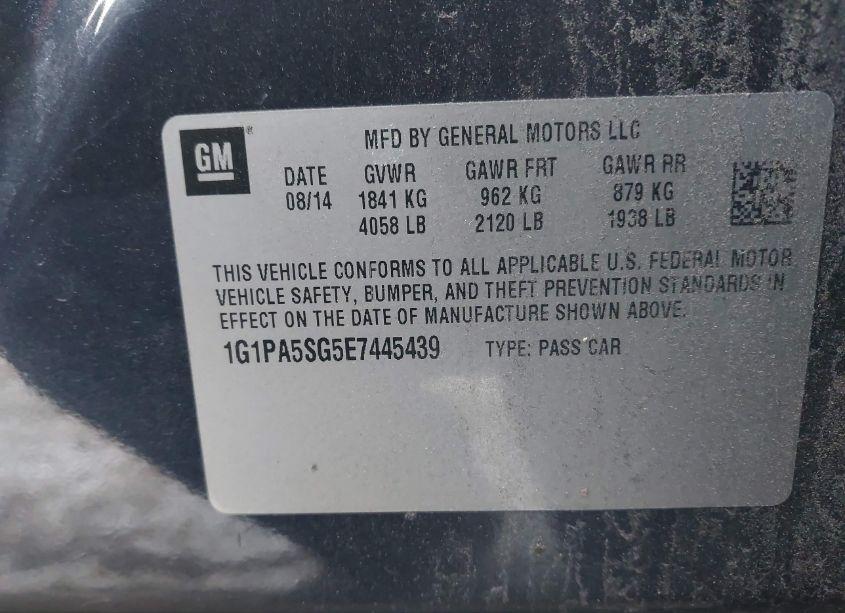 GM ®
MFD BY GENERAL MOTORS LLC
DATE GVWR GAWR FRT GAWR RR
08/14 1841 KG 962 KG 879 KG
4058 LB 2120 LB 1938 LB
THIS VEHICLE CONFORMS TO ALL APPLICABLE U.S. FEDERAL MOTOR
VEHICLE SAFETY, BUMPER, AND THEFT PREVENTION STANDARDS IN
EFFECT ON THE DATE OF MANUFACTURE SHOWN ABOVE.
1G1PA5SG5E7445439 TYPE: PASS CAR